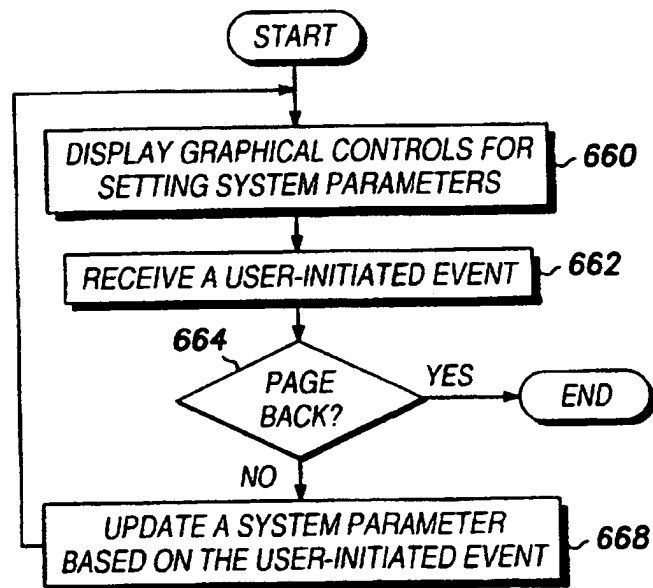 START
DISPLAY GRAPHICAL CONTROLS FOR
SETTING SYSTEM PARAMETERS
660
RECEIVE A USER-INITIATED EVENT
662
664
PAGE
BACK?
YES
END
NO
UPDATE A SYSTEM PARAMETER
BASED ON THE USER-INITIATED EVENT
668